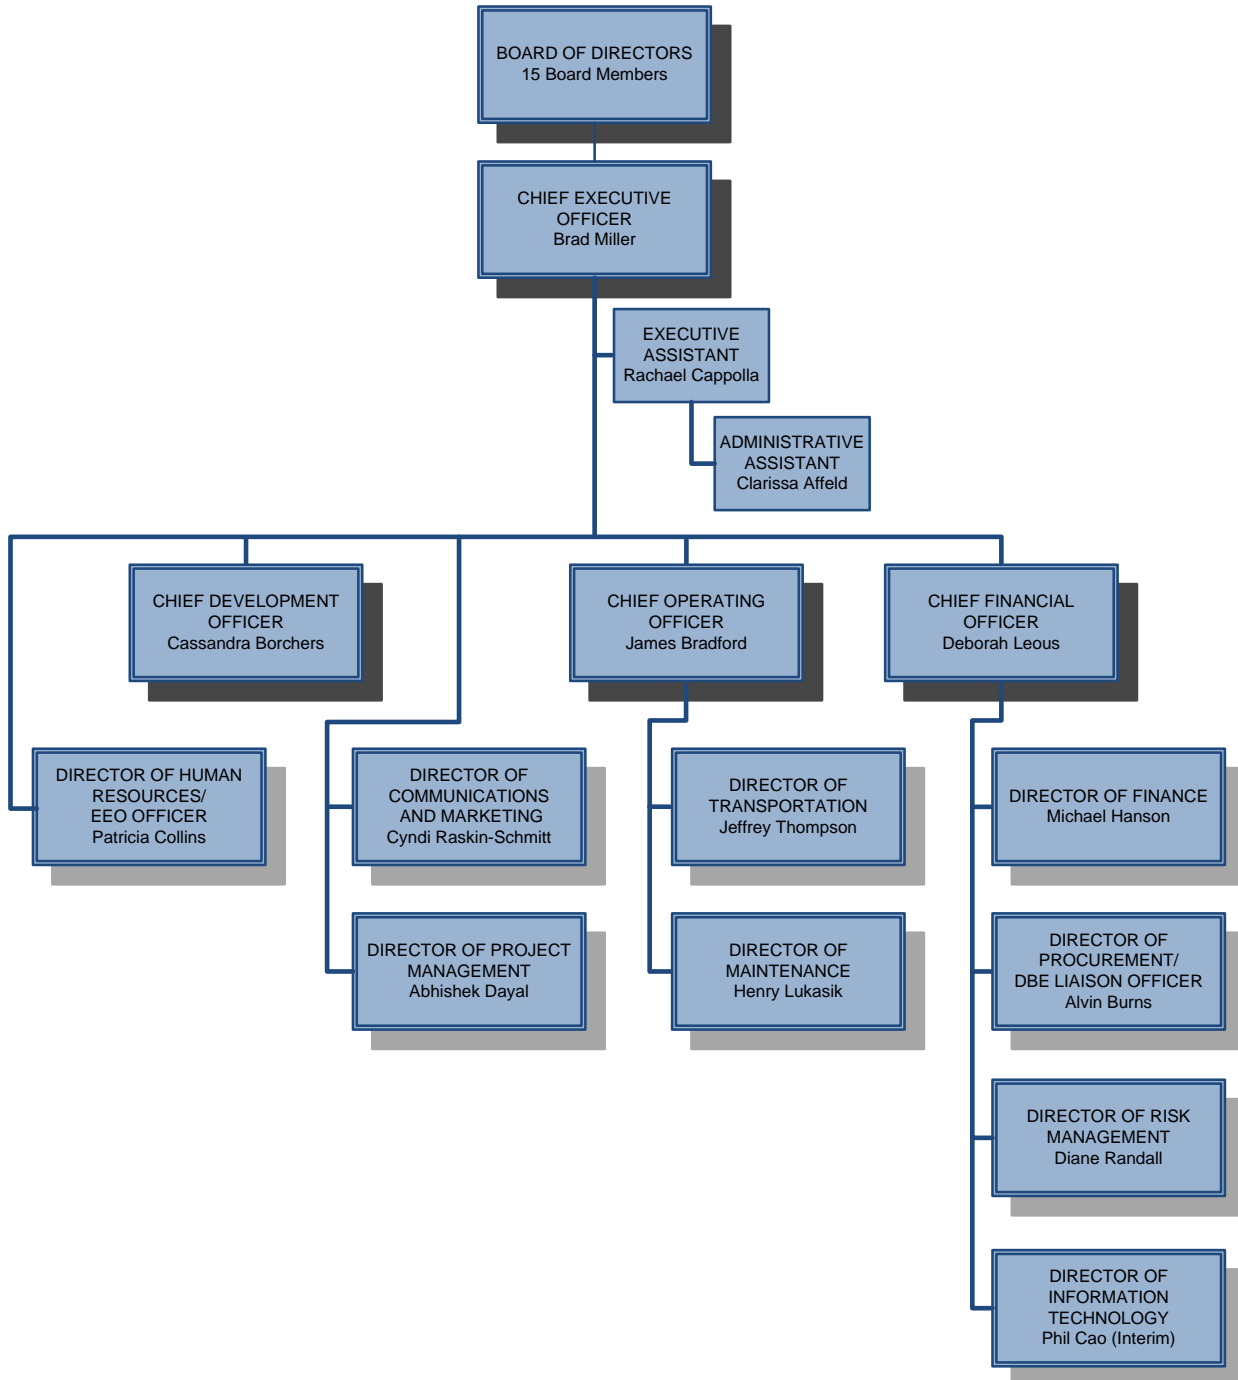 BOARD OF DIRECTORS
15 Board Members
CHIEF EXECUTIVE
OFFICER
Brad Miller
EXECUTIVE
ASSISTANT
Rachael Cappolla
ADMINISTRATIVE
ASSISTANT
Clarissa Affeld
CHIEF DEVELOPMENT
OFFICER
Cassandra Borchers
CHIEF OPERATING
OFFICER
James Bradford
CHIEF FINANCIAL
OFFICER
Deborah Leous
DIRECTOR OF HUMAN
RESOURCES/
EEO OFFICER
Patricia Collins
DIRECTOR OF
COMMUNICATIONS
AND MARKETING
Cyndi Raskin-Schmitt
DIRECTOR OF
TRANSPORTATION
Jeffrey Thompson
DIRECTOR OF FINANCE
Michael Hanson
DIRECTOR OF PROJECT
MANAGEMENT
Abhishek Dayal
DIRECTOR OF
MAINTENANCE
Henry Lukasik
DIRECTOR OF
PROCUREMENT/
DBE LIAISON OFFICER
Alvin Burns
DIRECTOR OF RISK
MANAGEMENT
Diane Randall
DIRECTOR OF
INFORMATION
TECHNOLOGY
Phil Cao (Interim)